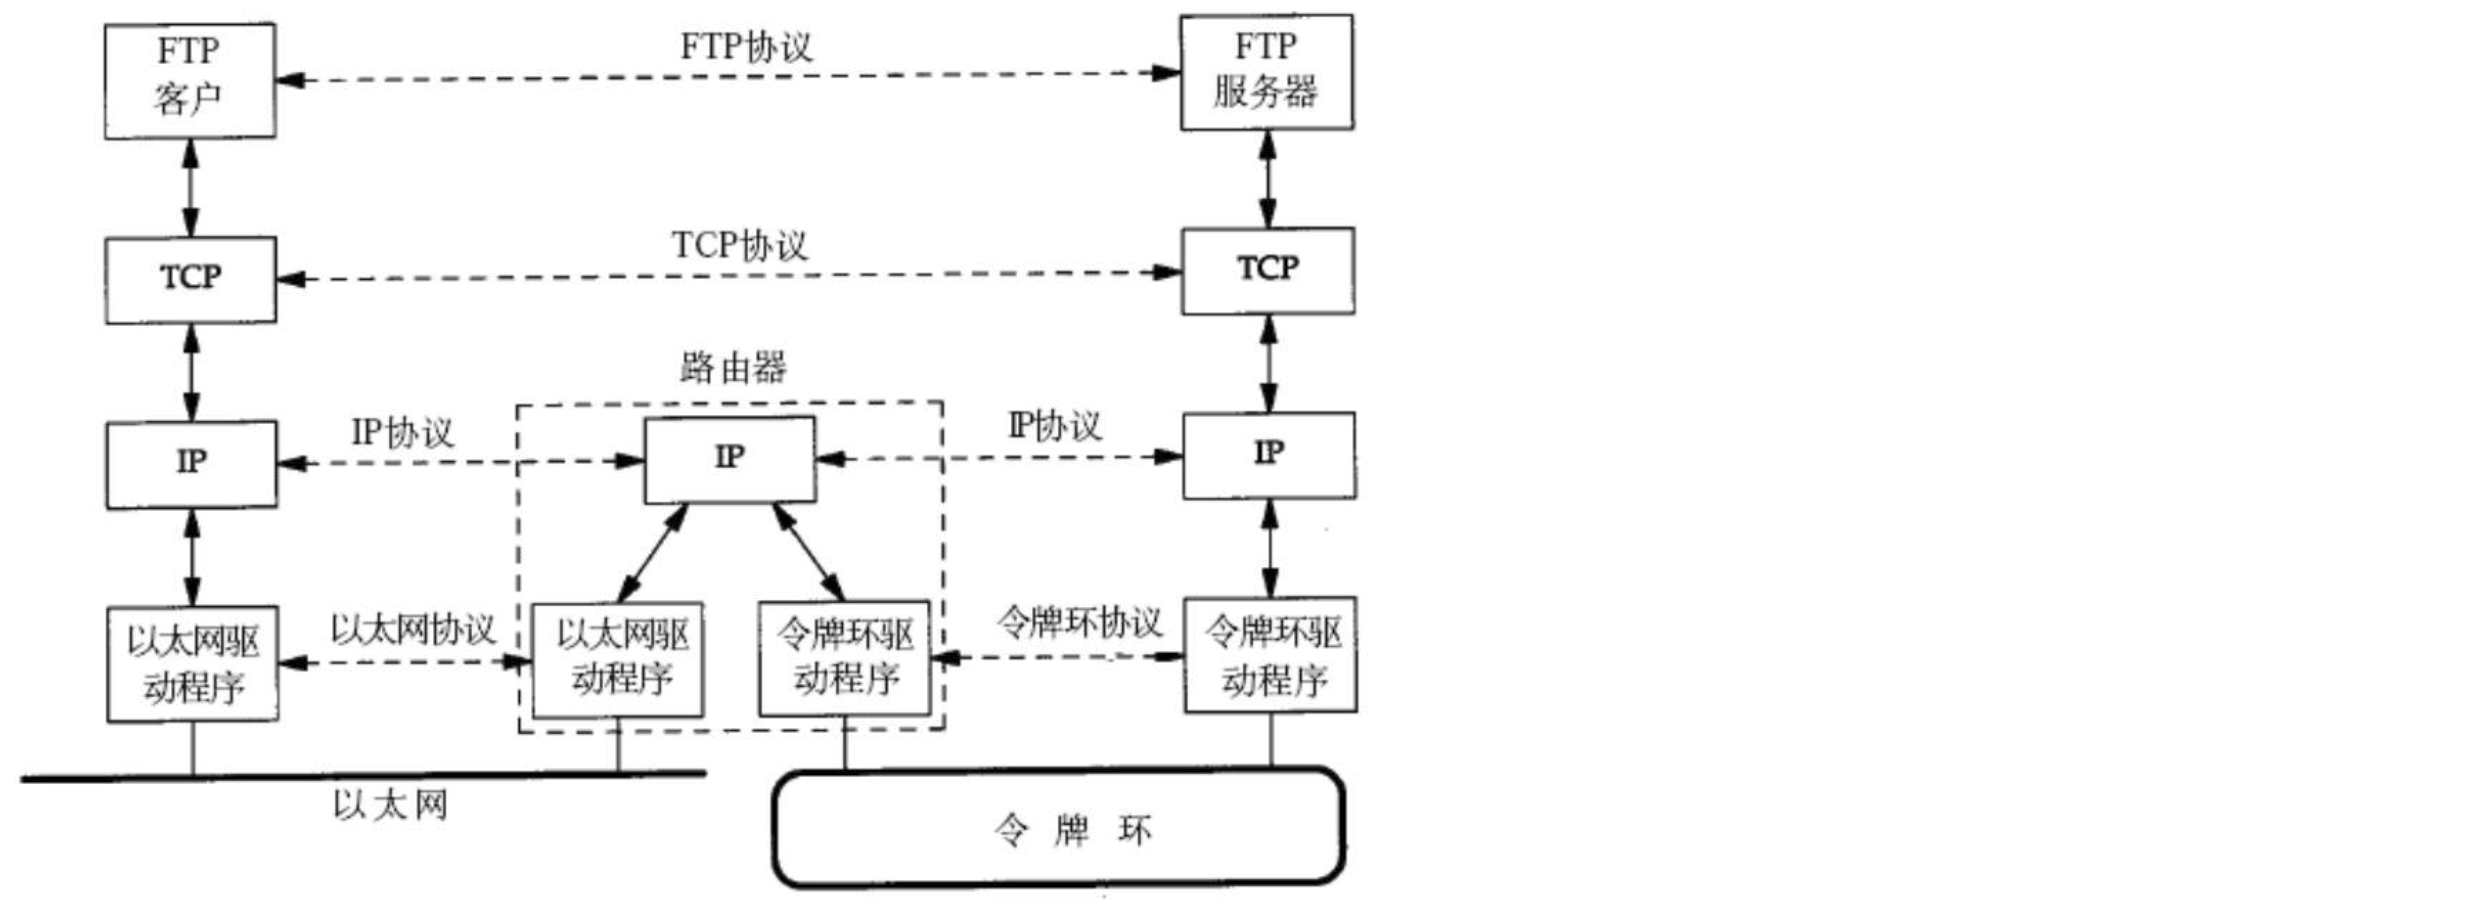 FTP
客户
FTP协议
FTP
服务器
TCP
TCP协议
TCP
路由器
IP
IP协议
IP
IP协议
IP
以太网驱
动程序
以太网协议
以太网驱
动程序
令牌环驱
动程序
令牌环协议
令牌环驱
动程序
以太网
令牌环